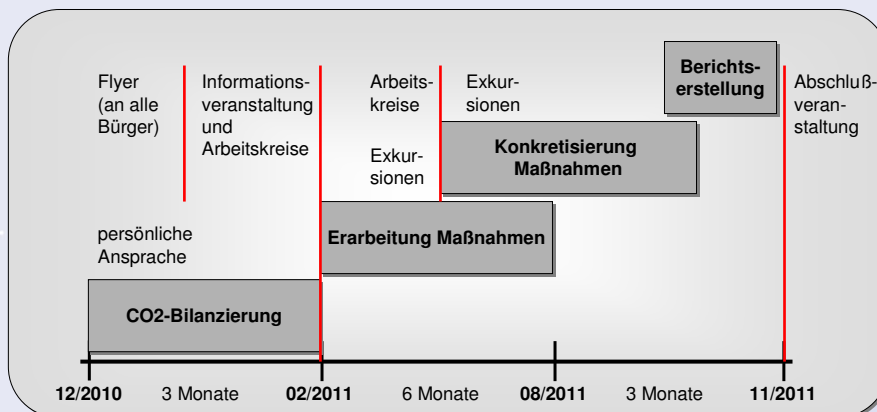 Flyer
(an alle
Bürger)
Informations-
veranstaltung
und
Arbeitskreise
Arbeits-
kreise
Exkur-
sionen
Exkur-
sionen
Berichts-
erstellung
Abschluß-
veran-
staltung
Konkretisierung
Maßnahmen
persönliche
Ansprache
Erarbeitung Maßnahmen
CO2-Bilanzierung
12/2010
3 Monate
02/2011
6 Monate
08/2011
3 Monate
11/2011